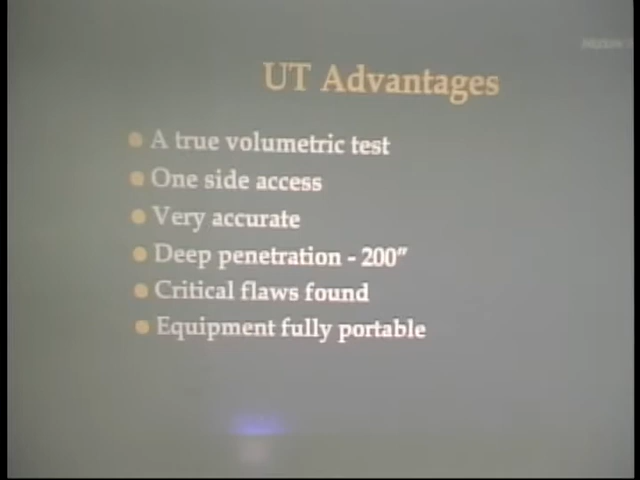 UT Advantages
A true volumetric test
One side access
Very accurate
Deep penetration - 200"
Critical flaws found
Equipment fully portable